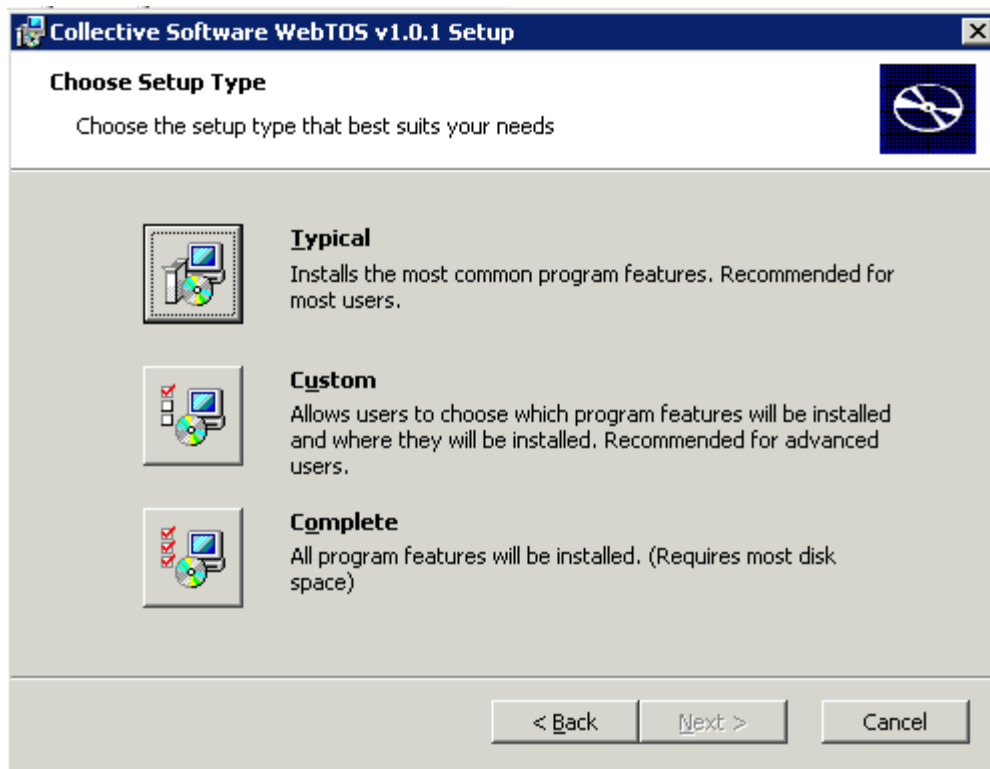 Collective Software WebTOS v1.0.1 Setup
Choose Setup Type
Choose the setup type that best suits your needs
Typical
Installs the most common program features. Recommended for
most users.
Custom
Allows users to choose which program features will be installed
and where they will be installed. Recommended for advanced
users.
Complete
All program features will be installed. (Requires most disk
space)
< Back
Next >
Cancel